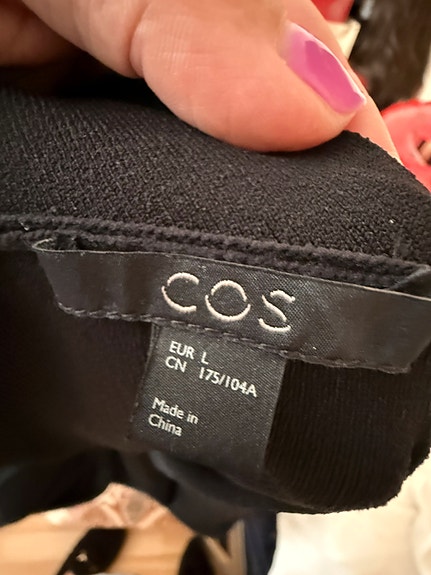 COS
EUR L
CN 175/104A
Made in
China